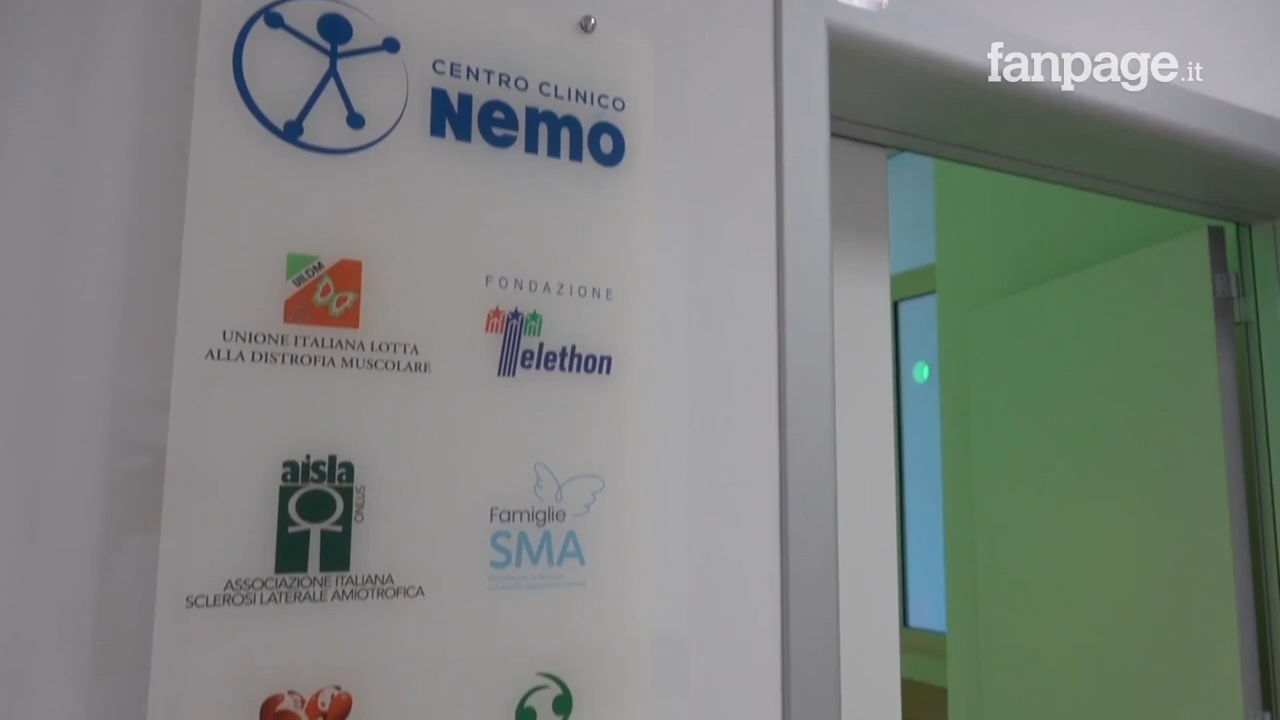 fanpage.it
CENTRO CLINICO
Nemo
UILDM
UNIONE ITALIANA LOTTA
ALLA DISTROFIA MUSCOLARE
FONDAZIONE
Telethon
aisla
ONLUS
ASSOCIAZIONE ITALIANA
SCLEROSI LATERALE AMIOTROFICA
Famiglie
SMA